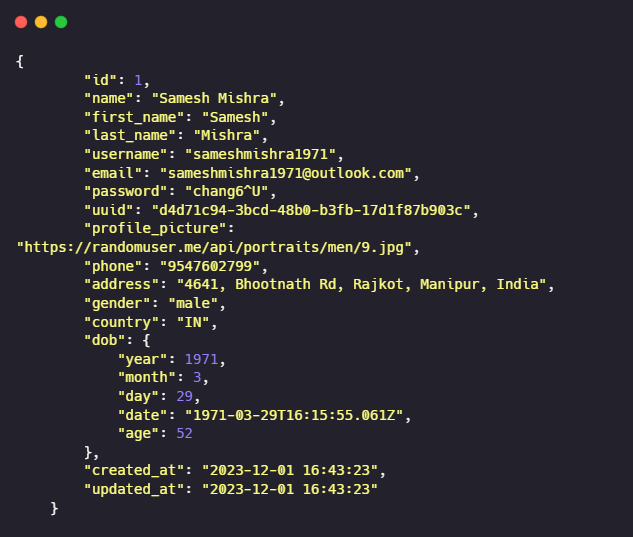 {
        "id": 1,
        "name": "Samesh Mishra",
        "first_name": "Samesh",
        "last_name": "Mishra",
        "username": "sameshmishra1971",
        "email": "sameshmishra1971@outlook.com",
        "password": "chang6^U",
        "uuid": "d4d71c94-3bcd-48b0-b3fb-17d1f87b903c",
        "profile_picture":
"https://randomuser.me/api/portraits/men/9.jpg",
        "phone": "9547602799",
        "address": "4641, Bhootnath Rd, Rajkot, Manipur, India",
        "gender": "male",
        "country": "IN",
        "dob": {
            "year": 1971,
            "month": 3,
            "day": 29,
            "date": "1971-03-29T16:15:55.061Z",
            "age": 52
        },
        "created_at": "2023-12-01 16:43:23",
        "updated_at": "2023-12-01 16:43:23"
    }